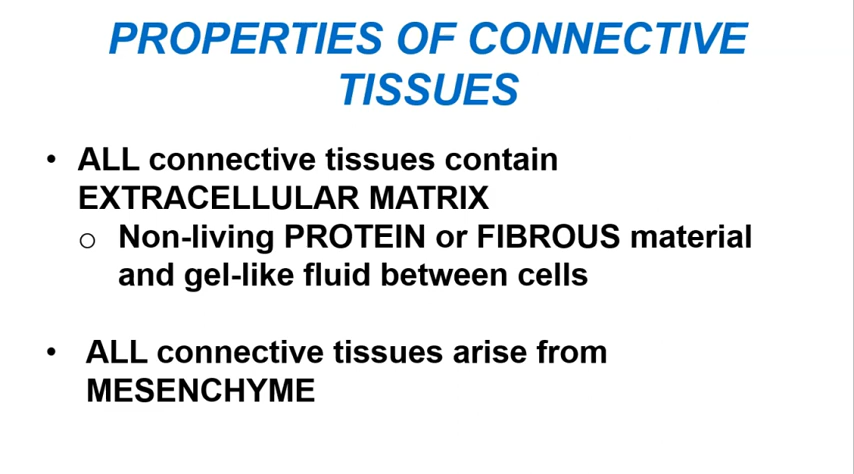 PROPERTIES OF CONNECTIVE
TISSUES
• ALL connective tissues contain
EXTRACELLULAR MATRIX
o Non-living PROTEIN or FIBROUS material
and gel-like fluid between cells
• ALL connective tissues arise from
MESENCHYME